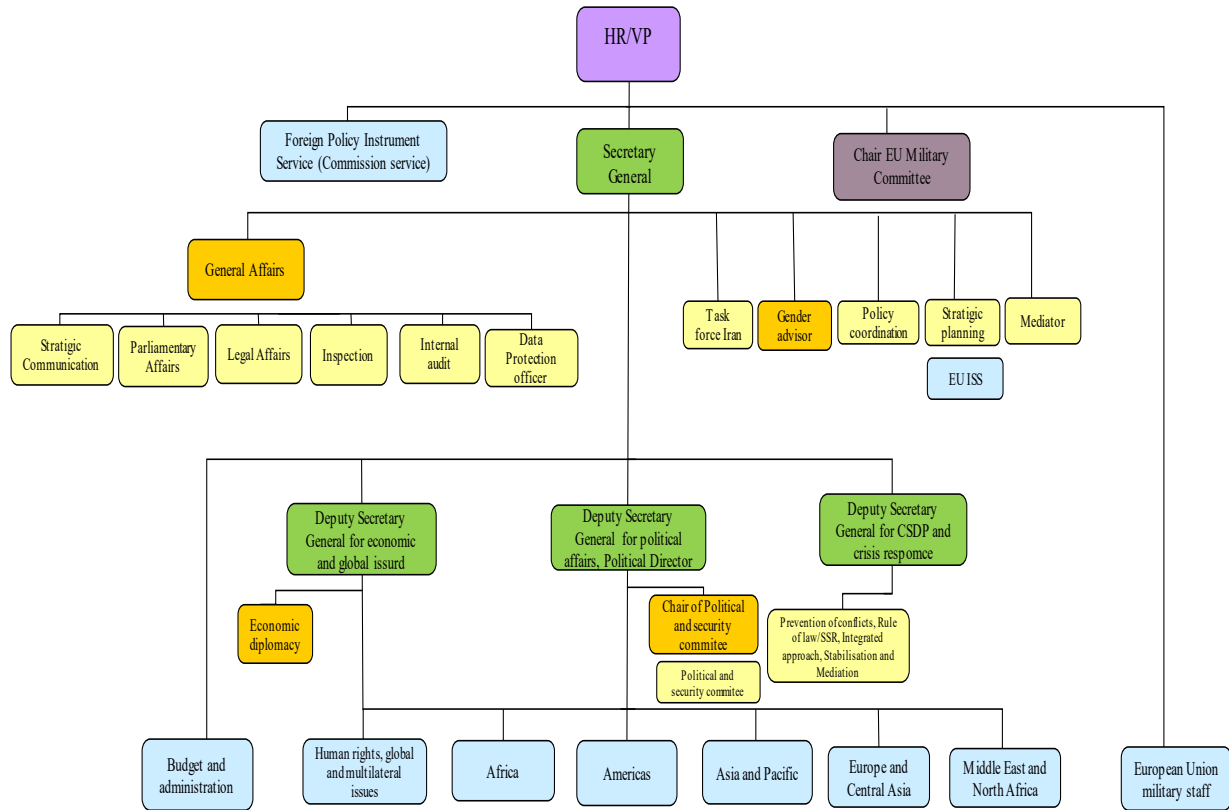 HR/VP
Foreign Policy Instrument
Service (Commission service)
Secretary
General
Chair EU Military
Committee
General Affairs
Task
force Iran
Gender
advisor
Policy
coordination
Stratigic
planning
Mediator
Stratigic
Communication
Parliamentary
Affairs
Legal Affairs
Inspection
Internal
audit
Data
Protection
officer
EU ISS
Deputy Secretary
General for economic
and global issurd
Deputy Secretary
General for political
affairs, Political Director
Deputy Secretary
General for CSDP and
crisis responce
Economic
diplomacy
Chair of Political
and security
commitee
Prevention of conflicts, Rule
of law/SSR, Integrated
approach, Stabilisation and
Mediation
Political and
security commitee
Budget and
administration
Human rights, global
and multilateral
issues
Africa
Americas
Asia and Pacific
Europe and
Central Asia
Middle East and
North Africa
European Union
military staff